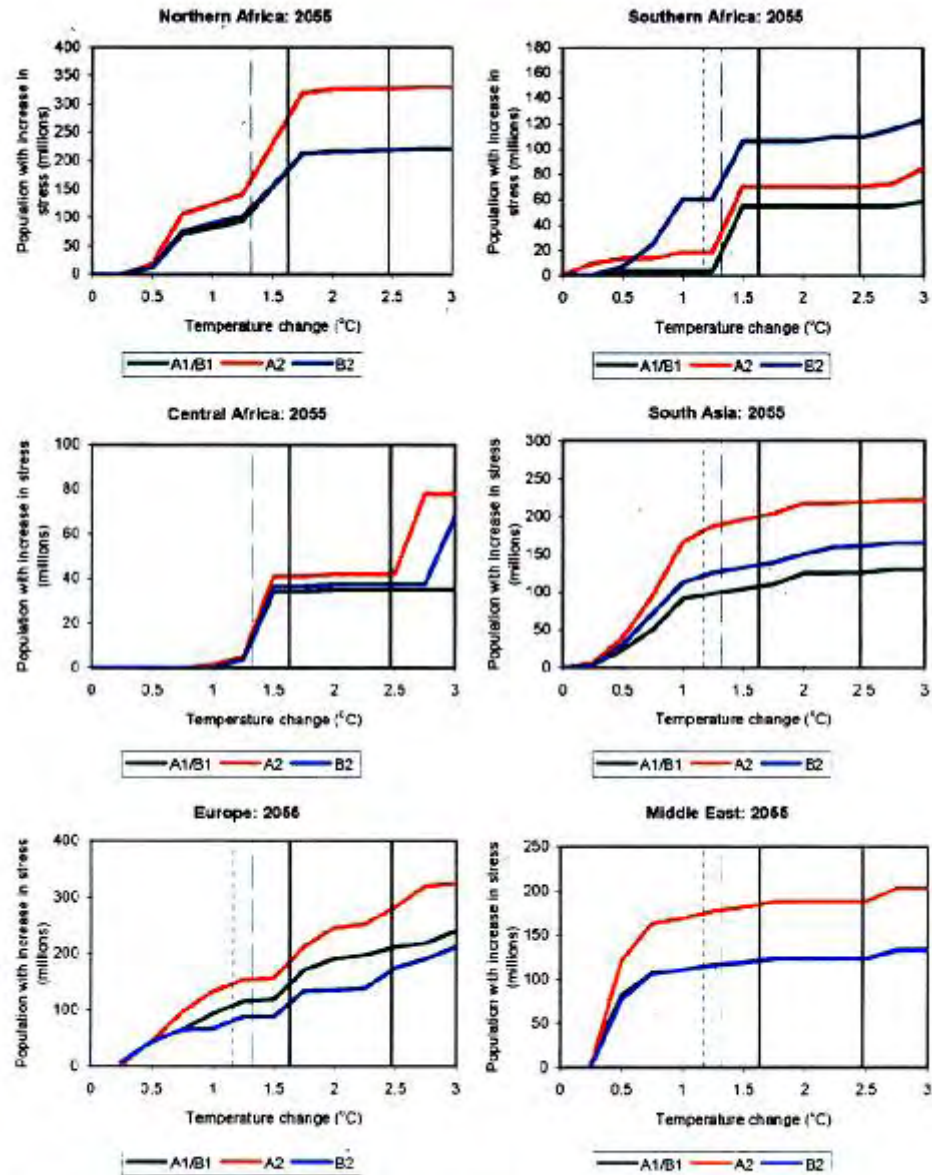 Northern Africa: 2055
Population with increase in
stress (millions)
400
350
300
250
200
150
100
50
0
0 0.5 1 1.5 2 2.5 3
Temperature change (°C)
A1/B1 A2 B2
Southern Africa: 2055
Population with increase in
stress (millions)
180
160
140
120
100
80
60
40
20
0
0 0.5 1 1.5 2 2.5 3
Temperature change (°C)
A1/B1 A2 B2
Central Africa: 2055
Population with increase in stress
(millions)
100
80
60
40
20
0
0 0.5 1 1.5 2 2.5 3
Temperature change (°C)
A1/B1 A2 B2
South Asia: 2055
Population with increase in stress
(millions)
300
250
200
150
100
50
0
0 0.5 1 1.5 2 2.5 3
Temperature change (°C)
A1/B1 A2 B2
Europe: 2055
Population with increase in stress
(millions)
400
300
200
100
0
0 0.5 1 1.5 2 2.5 3
Temperature change (°C)
A1/B1 A2 B2
Middle East: 2055
Population with increase in stress
(millions)
250
200
150
100
50
0
0 0.5 1 1.5 2 2.5 3
Temperature change (°C)
A1/B1 A2 B2